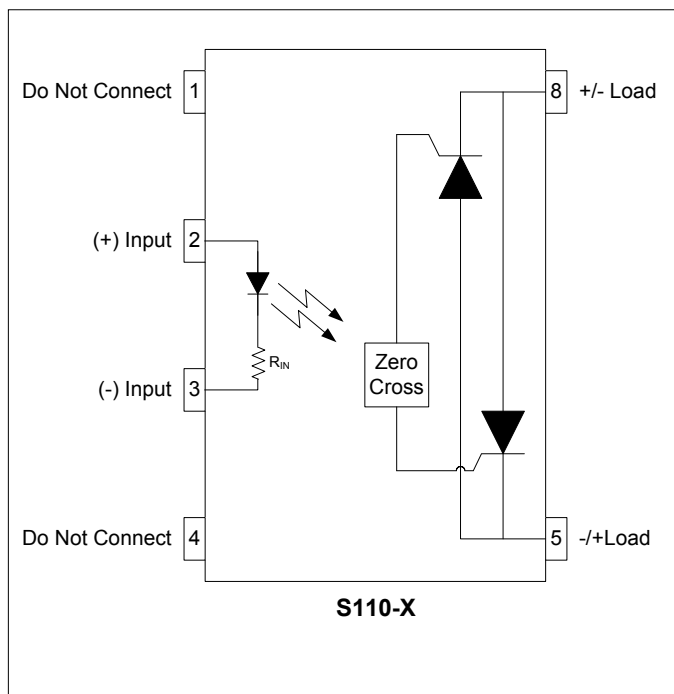 Do Not Connect 1
8 +/- Load
(+) Input 2
R_IN
Zero
Cross
(-) Input 3
Do Not Connect 4
5 -/+Load
S110-X